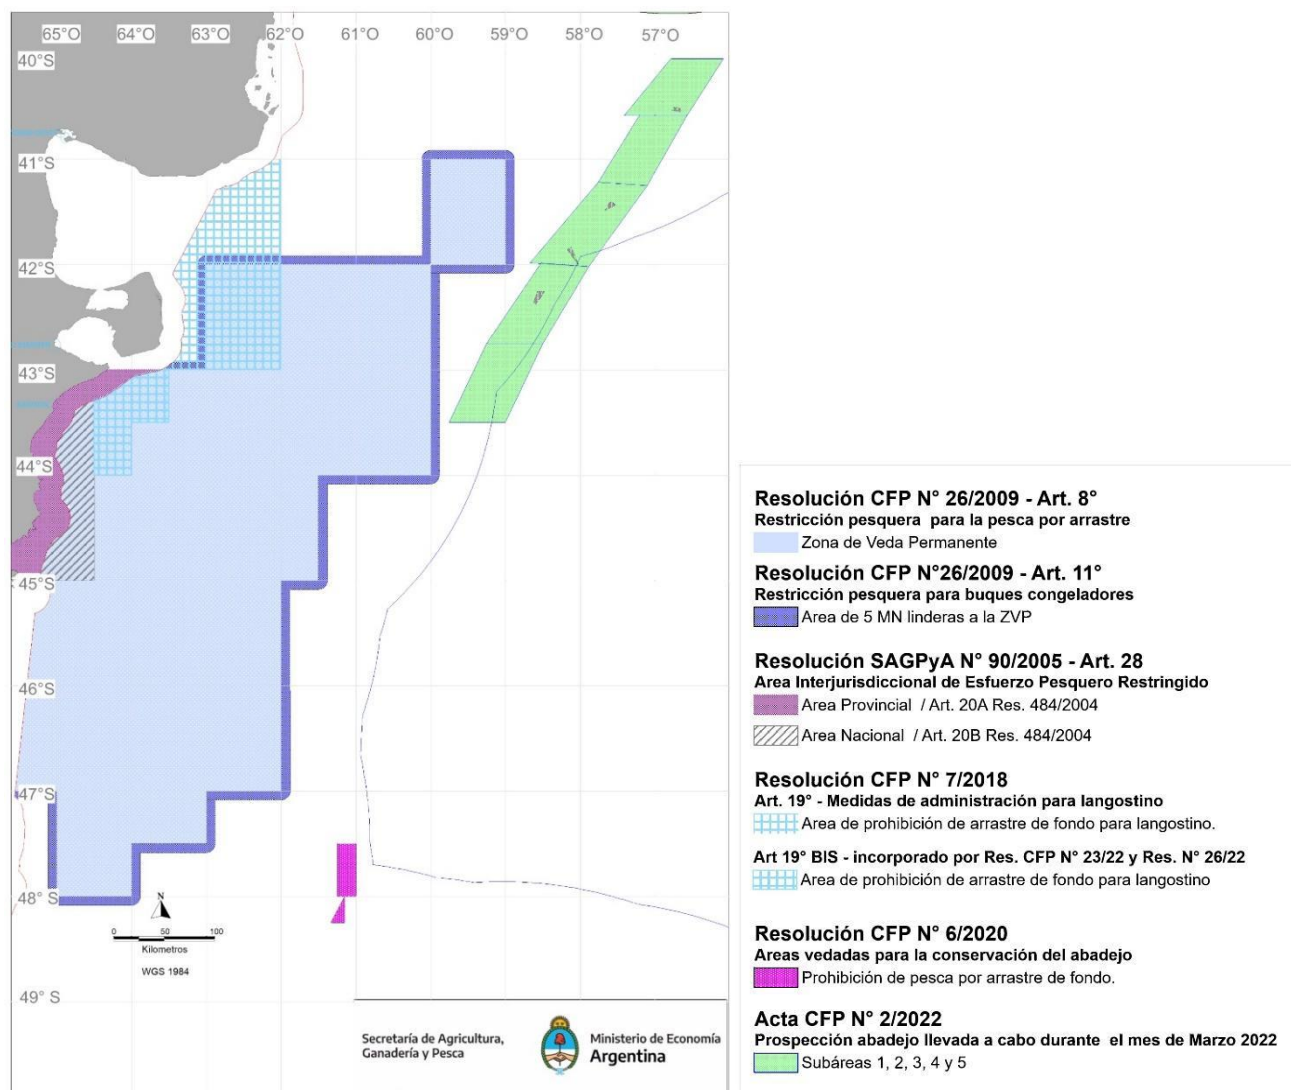 65°O 64°O 63°O 62°O 61°O 60°O 59°O 58°O 57°O
40°S
41°S
42°S
43°S
44°S
45°S
46°S
47°S
48°S
49° S
N
0 50 100
Kilometros
WGS 1984
Secretaría de Agricultura,
Ganadería y Pesca
Ministerio de Economía
Argentina
Resolución CFP N° 26/2009 - Art. 8°
Restricción pesquera para la pesca por arrastre
Zona de Veda Permanente
Resolución CFP N°26/2009 - Art. 11°
Restricción pesquera para buques congeladores
Area de 5 MN linderas a la ZVP
Resolución SAGPyA N° 90/2005 - Art. 28
Area Interjurisdiccional de Esfuerzo Pesquero Restringido
Area Provincial / Art. 20A Res. 484/2004
Area Nacional / Art. 20B Res. 484/2004
Resolución CFP N° 7/2018
Art. 19° - Medidas de administración para langostino
Area de prohibición de arrastre de fondo para langostino.
Art 19° BIS - incorporado por Res. CFP N° 23/22 y Res. N° 26/22
Area de prohibición de arrastre de fondo para langostino
Resolución CFP N° 6/2020
Areas vedadas para la conservación del abadejo
Prohibición de pesca por arrastre de fondo.
Acta CFP N° 2/2022
Prospección abadejo llevada a cabo durante el mes de Marzo 2022
Subáreas 1, 2, 3, 4 y 5